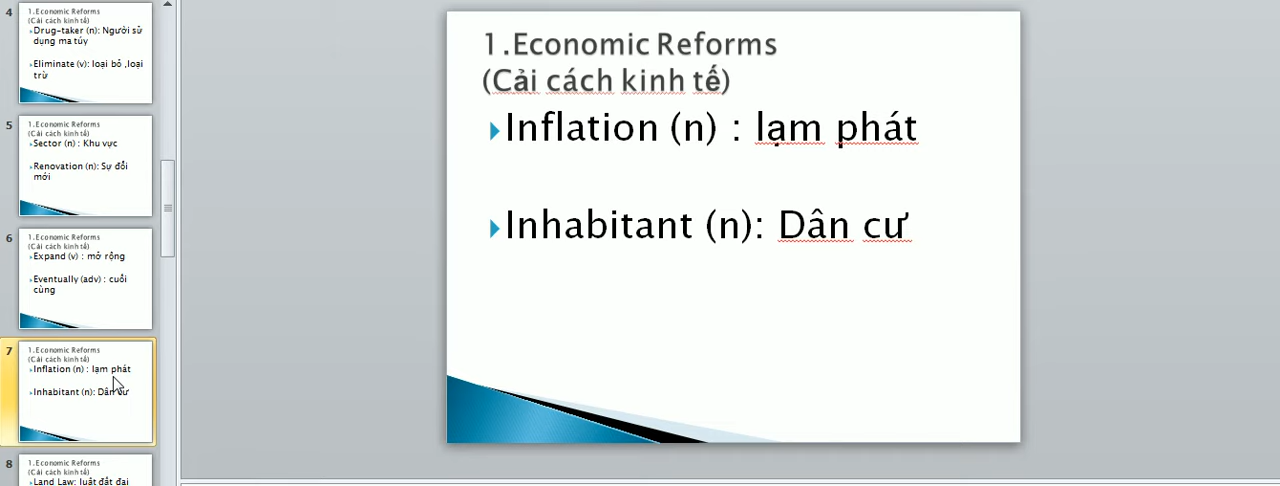 4
1.Economic Reforms
(Cải cách kinh tế)
Drug-taker (n): Người sử
dụng ma túy
Eliminate (v): loại bỏ ,loại
trừ
5
1.Economic Reforms
(Cải cách kinh tế)
Sector (n) : Khu vực
Renovation (n): Sự đổi
mới
6
1.Economic Reforms
(Cải cách kinh tế)
Expand (v) : mở rộng
Eventually (adv) : cuối
cùng
7
1.Economic Reforms
(Cải cách kinh tế)
Inflation (n) : lạm phát
Inhabitant (n): Dân cư
8
1.Economic Reforms
(Cải cách kinh tế)
Land Law: luật đất đai
1.Economic Reforms
(Cải cách kinh tế)
Inflation (n) : lạm phát
Inhabitant (n): Dân cư